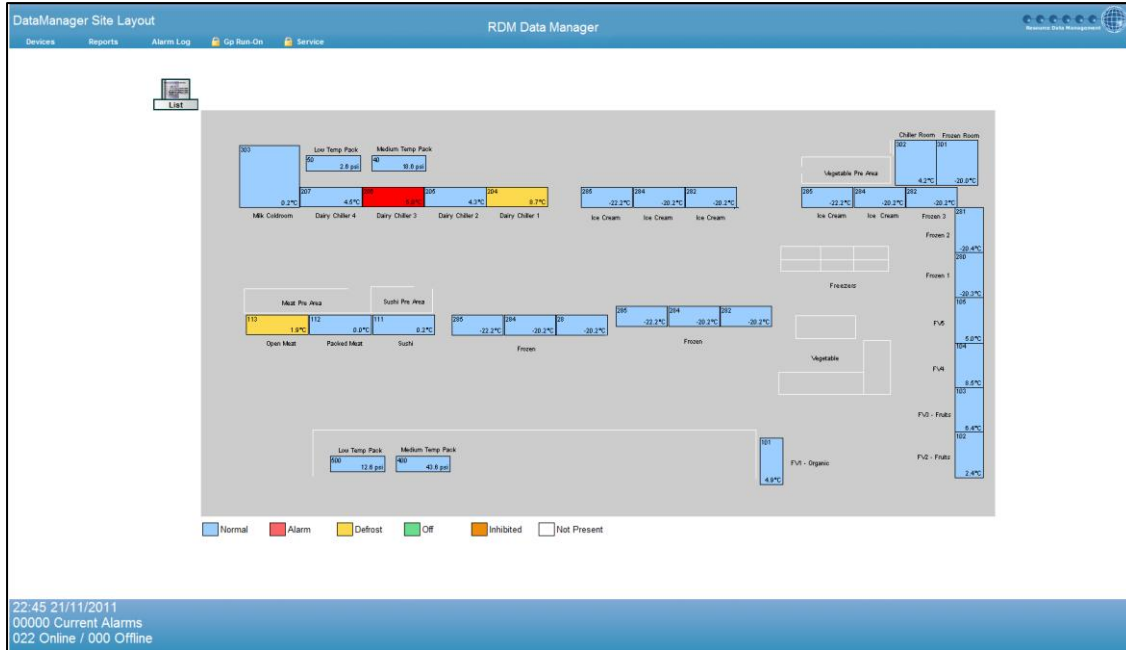 DataManager Site Layout
RDM Data Manager
Resource Data Management
Devices Reports Alarm Log Gp Run-On Service
List
Chiller Room Frozen Room
303 Low Temp Pack Medium Temp Pack 302 301
50 40
2.6 psi
Vegetable Pre Area
4.2°C -20.0°C
207 205 204 285 284 282 285 284 292
0.2°C 4.5°C 4.3°C 8.7°C -22.2°C -20.2°C -20.2°C -22.2°C -20.2°C -20.2°C
Milk Coldroom Dairy Chiller 4 Dairy Chiller 3 Dairy Chiller 2 Dairy Chiller 1 Ice Cream Ice Cream Ice Cream Ice Cream Ice Cream Frozen 3
281
Frozen 2
-20.4°C
280
Frozen 1
-20.3°C
Freezers
Meat Pre Area Sushi Pre Area
113 112 111 285 284 28 285 284 292
1.9°C 0.0°C 0.2°C -22.2°C -20.2°C -20.2°C -22.2°C -20.2°C -20.2°C
Open Meat Packed Meat Sushi Frozen Frozen
105
FV5
5.0°C
104
Vegetable
FV4
103
FV3 - Fruits
6.4°C
102
FV2 - Fruits
2.4°C
Low Temp Pack Medium Temp Pack
500 400
12.6 psi 43.6 psi
101
FV1 - Organic
4.9°C
Normal Alarm Defrost Off Inhibited Not Present
22:45 21/11/2011
00000 Current Alarms
022 Online / 000 Offline